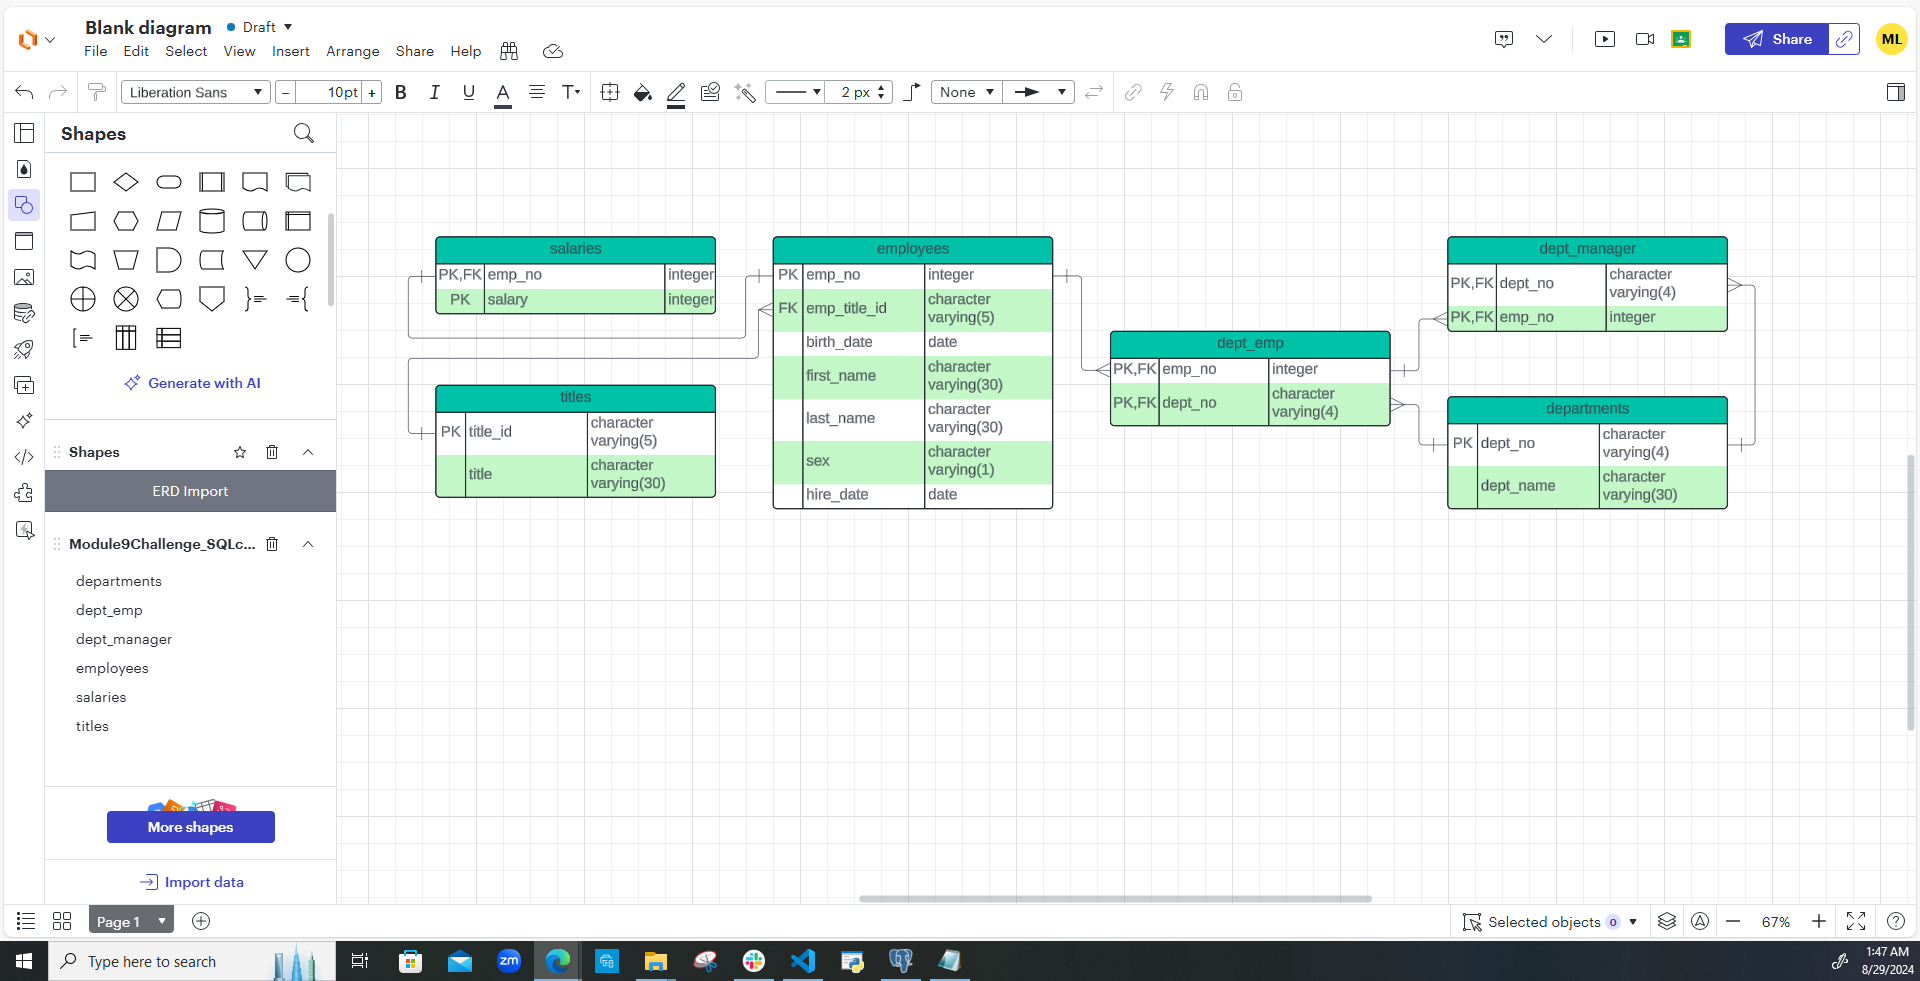 Blank diagram
Draft
File Edit Select View Insert Arrange Share Help
Share
ML
Liberation Sans
− 10pt +
B I U A T
2 px
None
Shapes
Generate with AI
Shapes
ERD Import
Module9Challenge_SQLc...
departments
dept_emp
dept_manager
employees
salaries
titles
More shapes
Import data
salaries
PK,FK emp_no integer
PK salary integer
titles
PK title_id character
varying(5)
title character
varying(30)
employees
PK emp_no integer
FK emp_title_id character
varying(5)
birth_date date
first_name character
varying(30)
last_name character
varying(30)
sex character
varying(1)
hire_date date
dept_emp
PK,FK emp_no integer
PK,FK dept_no character
varying(4)
dept_manager
PK,FK dept_no character
varying(4)
PK,FK emp_no integer
departments
PK dept_no character
varying(4)
dept_name character
varying(30)
Page 1
Selected objects 0
67%
Type here to search
zm
1:47 AM
8/29/2024